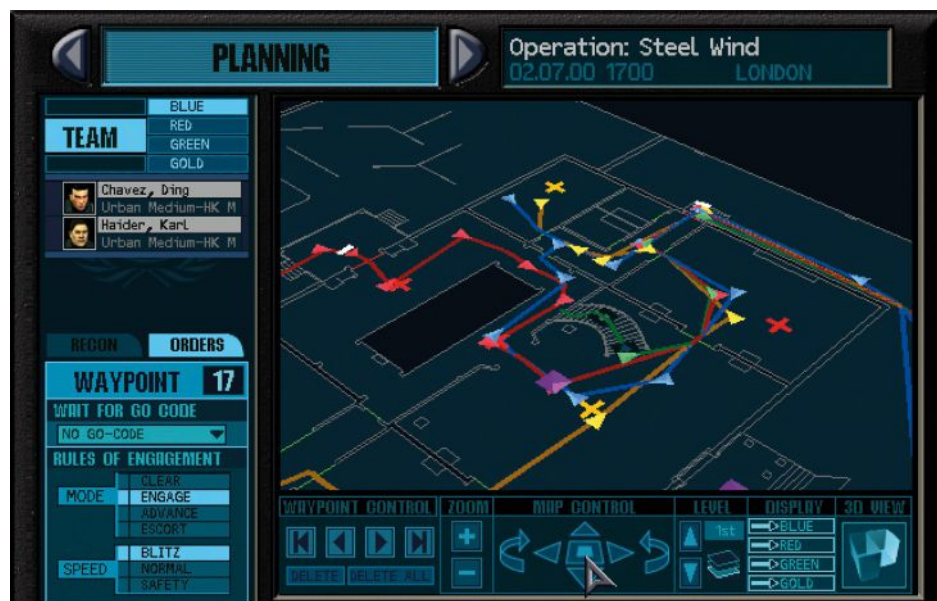 PLANNING
Operation: Steel Wind
02.07.00 1700 LONDON
TEAM
BLUE
RED
GREEN
GOLD
Chavez, Ding
Urban Medium-HK M
Haider, Karl
Urban Medium-HK M
RECON
ORDERS
WAYPOINT 17
WAIT FOR GO CODE
NO GO-CODE
RULES OF ENGAGEMENT
MODE
CLEAR
ENGAGE
ADVANCE
ESCORT
SPEED
BLITZ
NORMAL
SAFETY
WAYPOINT CONTROL
DELETE
DELETE ALL
ZOOM
MAP CONTROL
LEVEL
1st
DISPLAY
BLUE
RED
GREEN
GOLD
3D VIEW